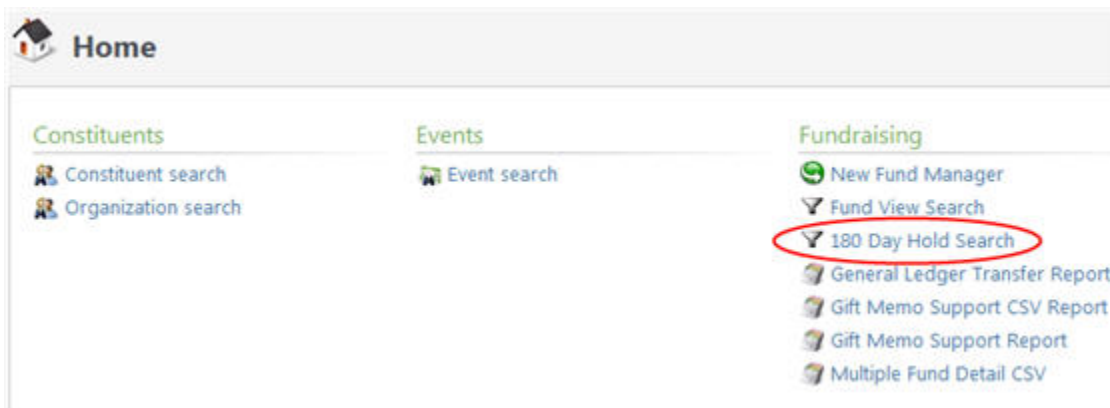 Home
Constituents
Constituent search
Organization search
Events
Event search
Fundraising
New Fund Manager
Fund View Search
180 Day Hold Search
General Ledger Transfer Report
Gift Memo Support CSV Report
Gift Memo Support Report
Multiple Fund Detail CSV